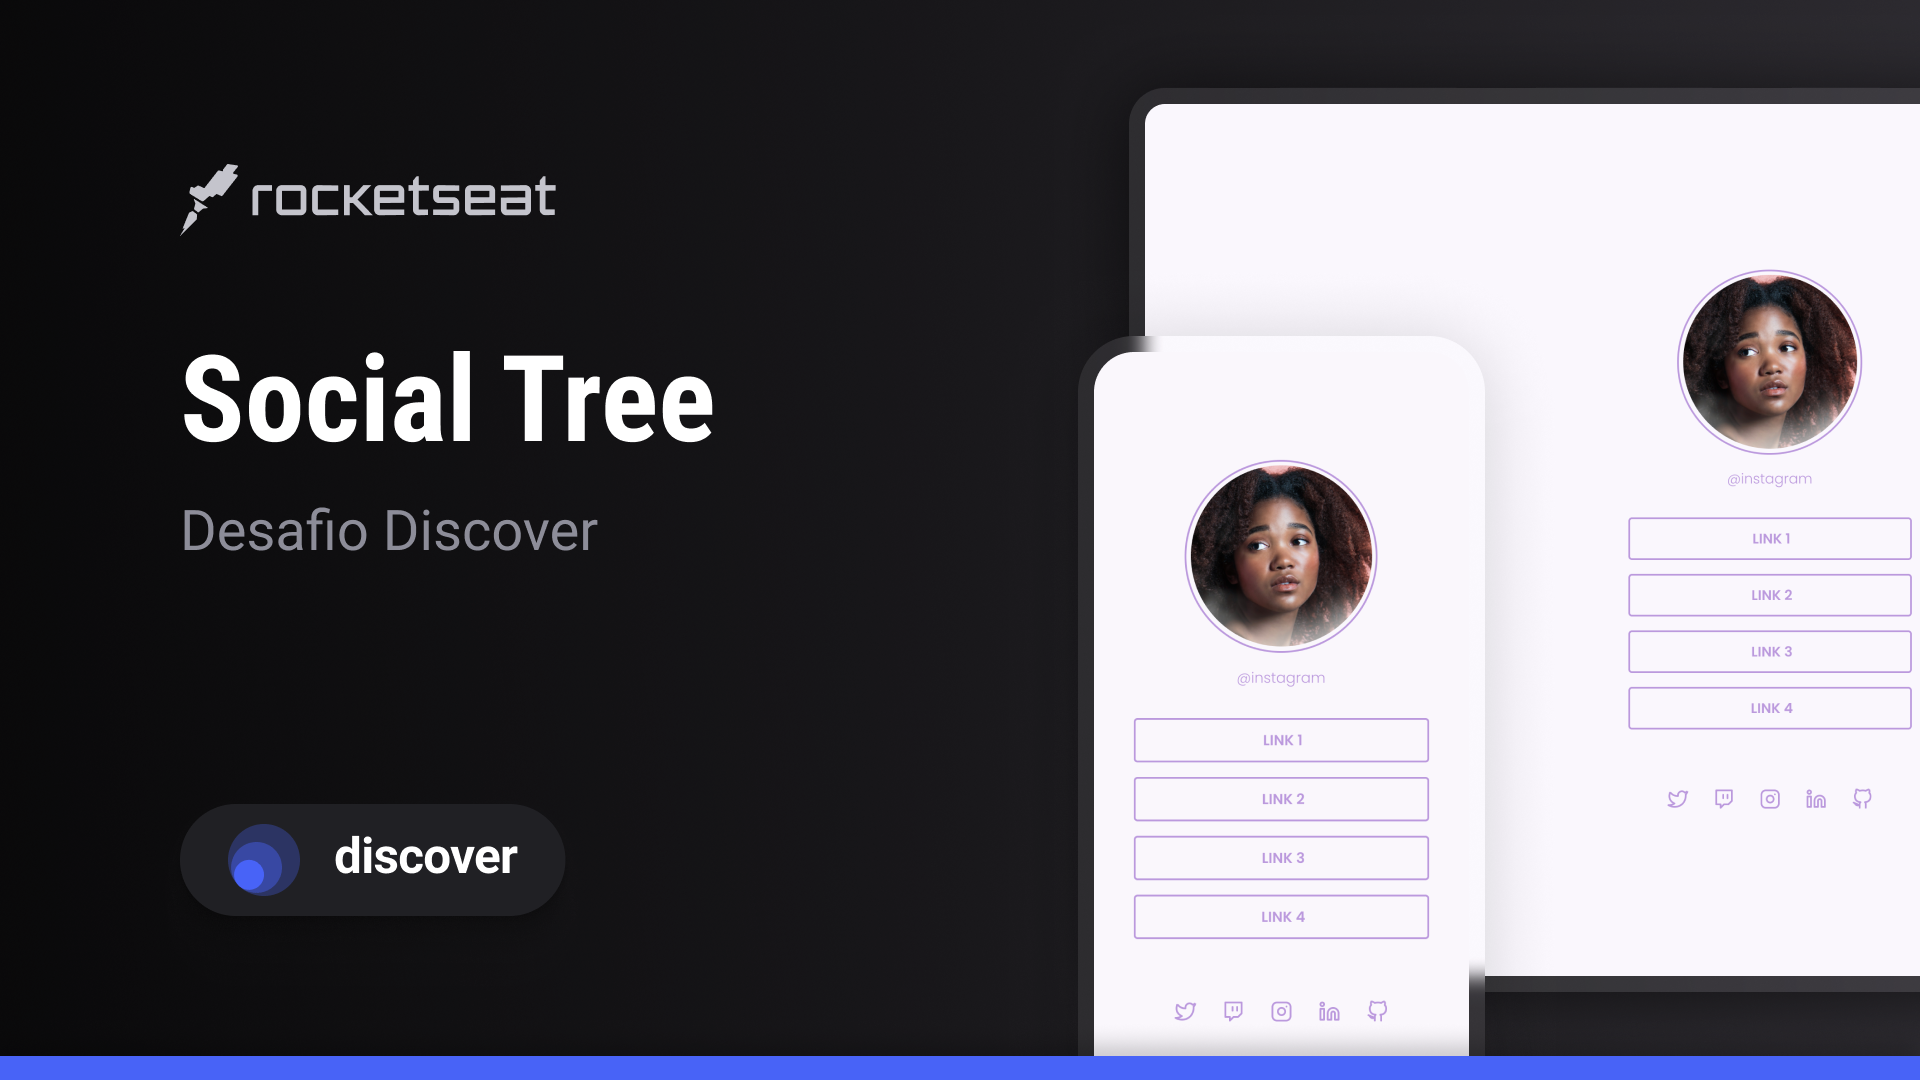 rocketseat
Social Tree
Desafio Discover
discover
@instagram
LINK 1
LINK 2
LINK 3
LINK 4
@instagram
LINK 1
LINK 2
LINK 3
LINK 4